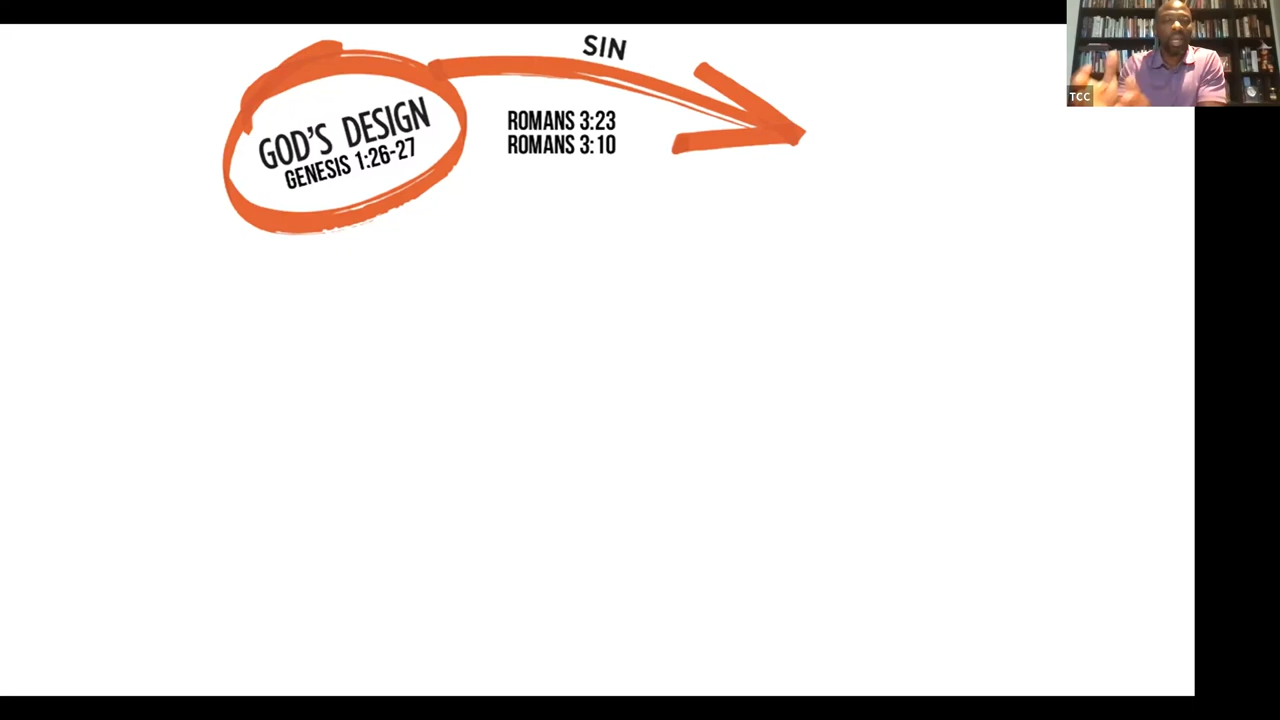 SIN
GOD'S DESIGN
GENESIS 1:26-27
ROMANS 3:23
ROMANS 3:10
TCC